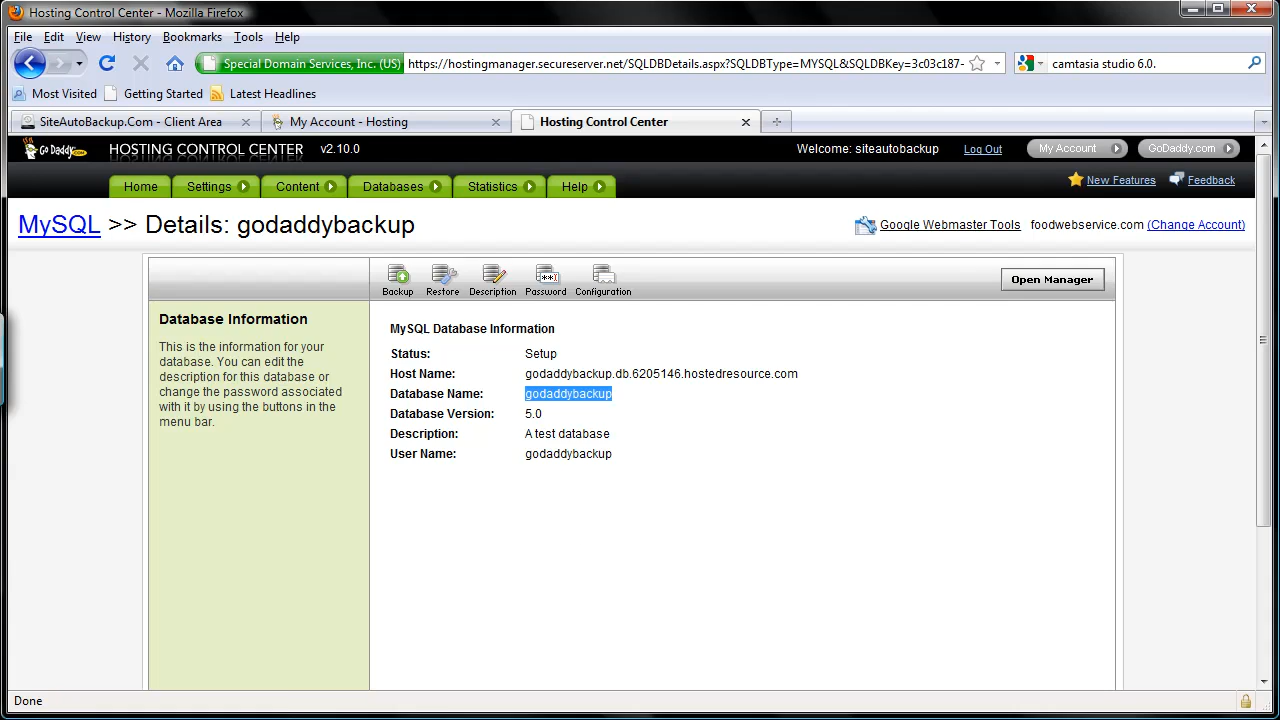 Hosting Control Center - Mozilla Firefox
File Edit View History Bookmarks Tools Help
Special Domain Services, Inc. (US) https://hostingmanager.secureserver.net/SQLDBDetails.aspx?SQLDBType=MYSQL&SQLDBKey=3c03c187- camtasia studio 6.0.
Most Visited Getting Started Latest Headlines
SiteAutoBackup.Com - Client Area My Account - Hosting Hosting Control Center
Go Daddy.com HOSTING CONTROL CENTER v2.10.0 Welcome: siteautobackup Log Out My Account GoDaddy.com
Home Settings Content Databases Statistics Help New Features Feedback
MySQL >> Details: godaddybackup Google Webmaster Tools foodwebservice.com (Change Account)
Backup Restore Description Password Configuration Open Manager
Database Information
This is the information for your
database. You can edit the
description for this database or
change the password associated
with it by using the buttons in the
menu bar.
MySQL Database Information
Status: Setup
Host Name: godaddybackup.db.6205146.hostedresource.com
Database Name: godaddybackup
Database Version: 5.0
Description: A test database
User Name: godaddybackup
Done